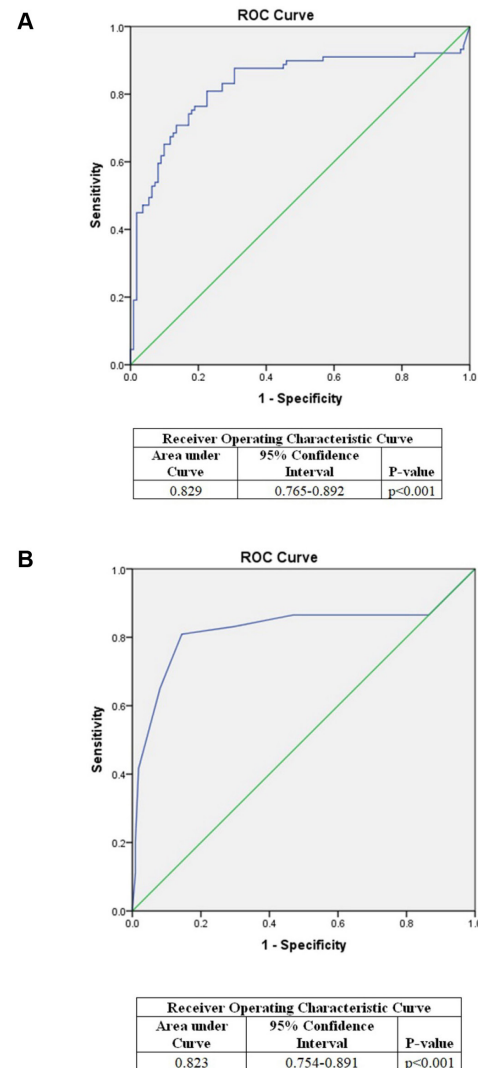 A
ROC Curve
1.0
0.8
0.6
0.4
0.2
0.0
Sensitivity
0.0 0.2 0.4 0.6 0.8 1.0
1 - Specificity
Receiver Operating Characteristic Curve
Area under Curve 95% Confidence Interval P-value
0.829 0.765-0.892 p<0.001
B
ROC Curve
1.0
0.8
0.6
0.4
0.2
0.0
Sensitivity
0.0 0.2 0.4 0.6 0.8 1.0
1 - Specificity
Receiver Operating Characteristic Curve
Area under Curve 95% Confidence Interval P-value
0.823 0.754-0.891 p<0.001